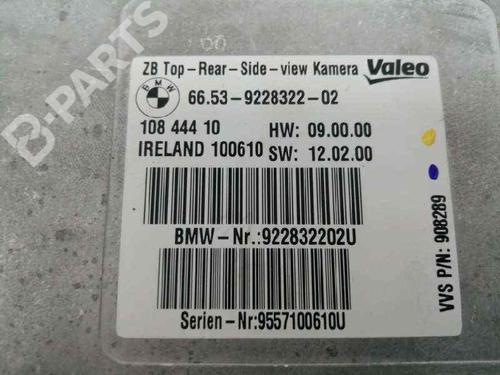 B-PARTS
ZB Top-Rear-Side-view Kamera Valeo
BMW
66.53-9228322-02
108 444 10 HW: 09.00.00
IRELAND 100610 SW: 12.02.00
BMW-Nr.:922832202U
Serien-Nr:9557100610U
VVS P/N: 908289